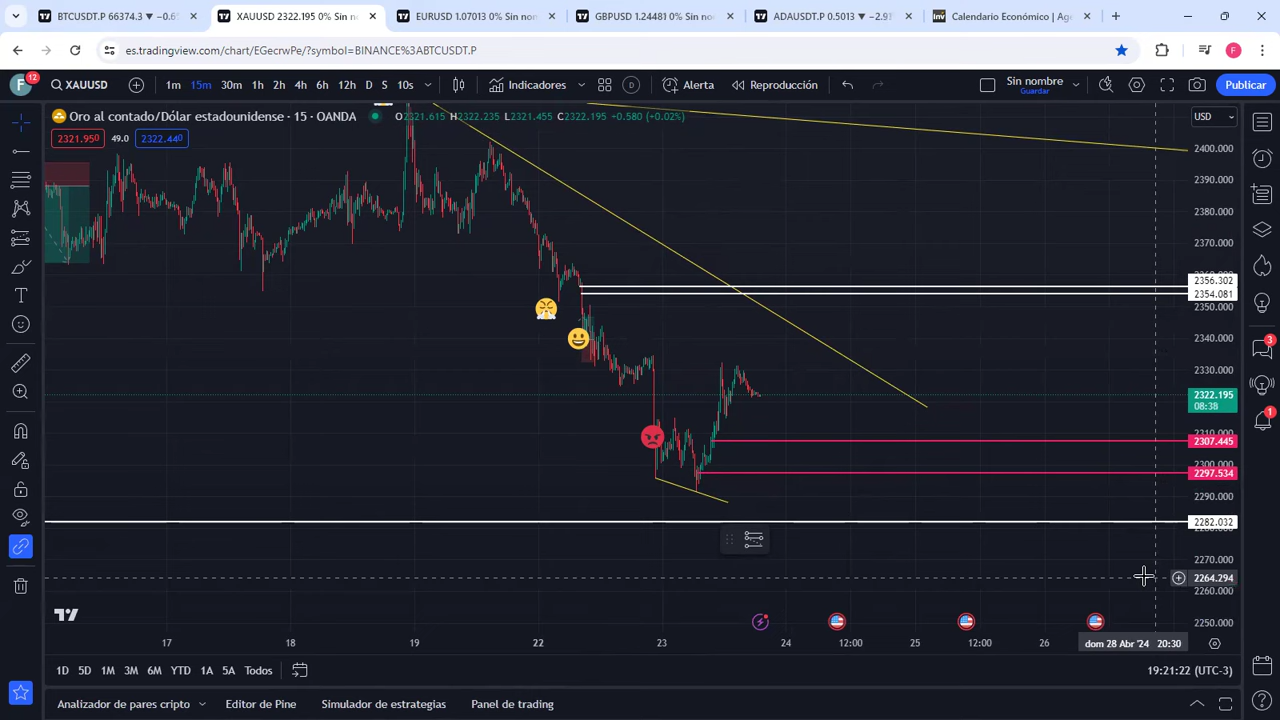 BTCUSDT.P 66374.3 ▼ −0.6
XAUUSD 2322.195 0% Sin no
EURUSD 1.07013 0% Sin nom
GBPUSD 1.24481 0% Sin no
ADAUSDT.P 0.5013 ▼ −2.9
Calendario Económico | Ag
es.tradingview.com/chart/EGecrwPe/?symbol=BINANCE%3ABTCUSDT.P
F
F 12 XAUUSD 1m 15m 30m 1h 2h 4h 6h 12h D S 10s Indicadores D Alerta Reproducción Sin nombre Guardar Publicar
Oro al contado/Dólar estadounidense · 15 · OANDA O2321.615 H2322.235 L2321.455 C2322.195 +0.580 (+0.02%) USD
2321.950 49.0 2322.440
2400.000
2390.000
2380.000
2370.000
2356.302
2354.081
2350.000
2340.000
2330.000
2322.195
08:38
2310.000
2307.445
2300.000
2297.534
2290.000
2282.032
2270.000
2264.294
2260.000
2250.000
3
1
17 18 19 22 23 24 12:00 25 12:00 26 dom 28 Abr '24 20:30
1D 5D 1M 3M 6M YTD 1A 5A Todos 19:21:22 (UTC-3)
Analizador de pares cripto Editor de Pine Simulador de estrategias Panel de trading